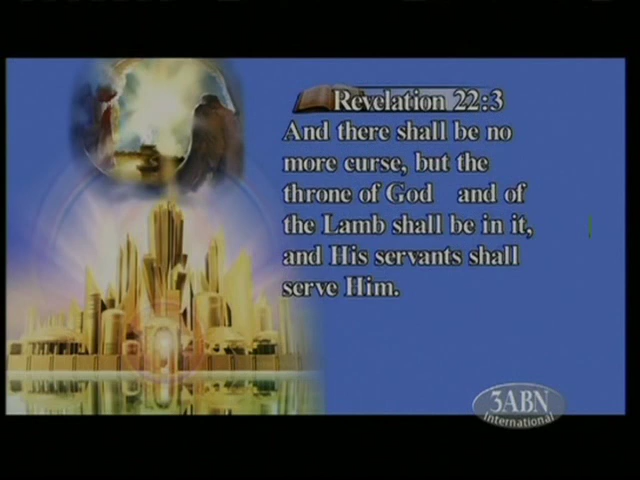 Revelation 22:3
And there shall be no
more curse, but the
throne of God and of
the Lamb shall be in it,
and His servants shall
serve Him.
3ABN
International